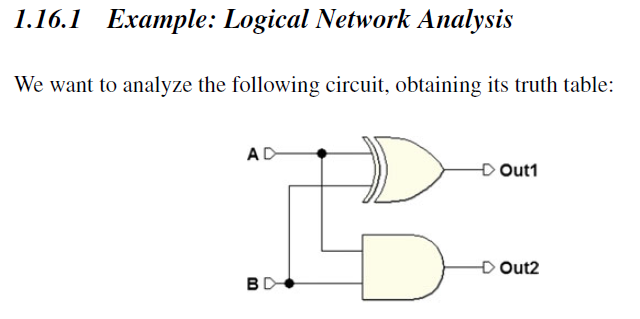 1.16.1 Example: Logical Network Analysis
We want to analyze the following circuit, obtaining its truth table:
A
Out1
Out2
B